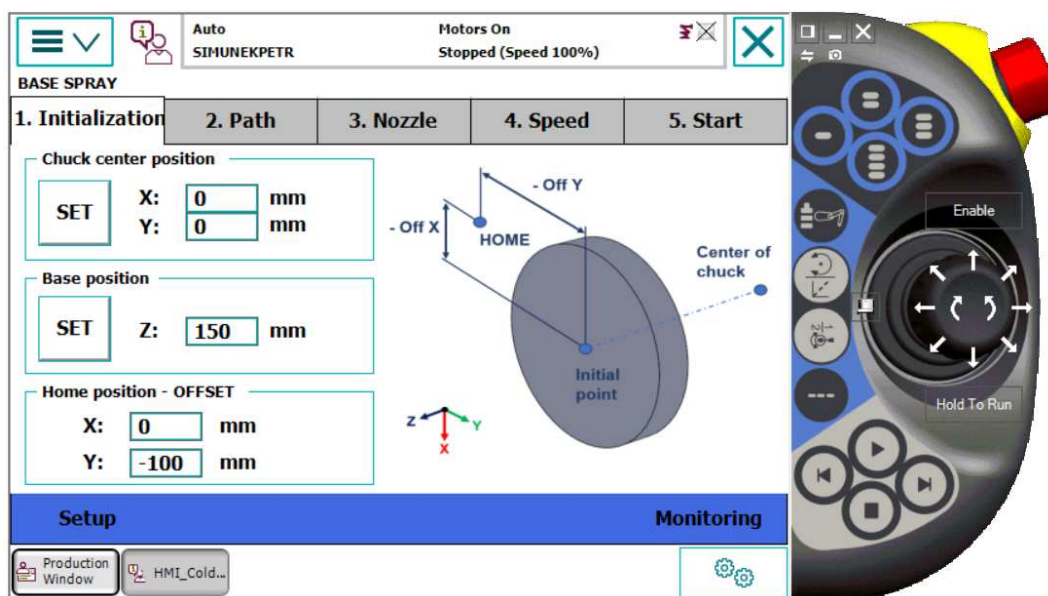 Auto Motors On
SIMUNEKPETR Stopped (Speed 100%)
BASE SPRAY
1. Initialization 2. Path 3. Nozzle 4. Speed 5. Start
Chuck center position
SET
X: 0 mm
Y: 0 mm
Base position
SET
Z: 150 mm
Home position - OFFSET
X: 0 mm
Y: -100 mm
- Off Y
- Off X
HOME
Center of
chuck
Initial
point
Z
Y
X
Setup Monitoring
Production
Window
HMI_Cold...
Enable
Hold To Run